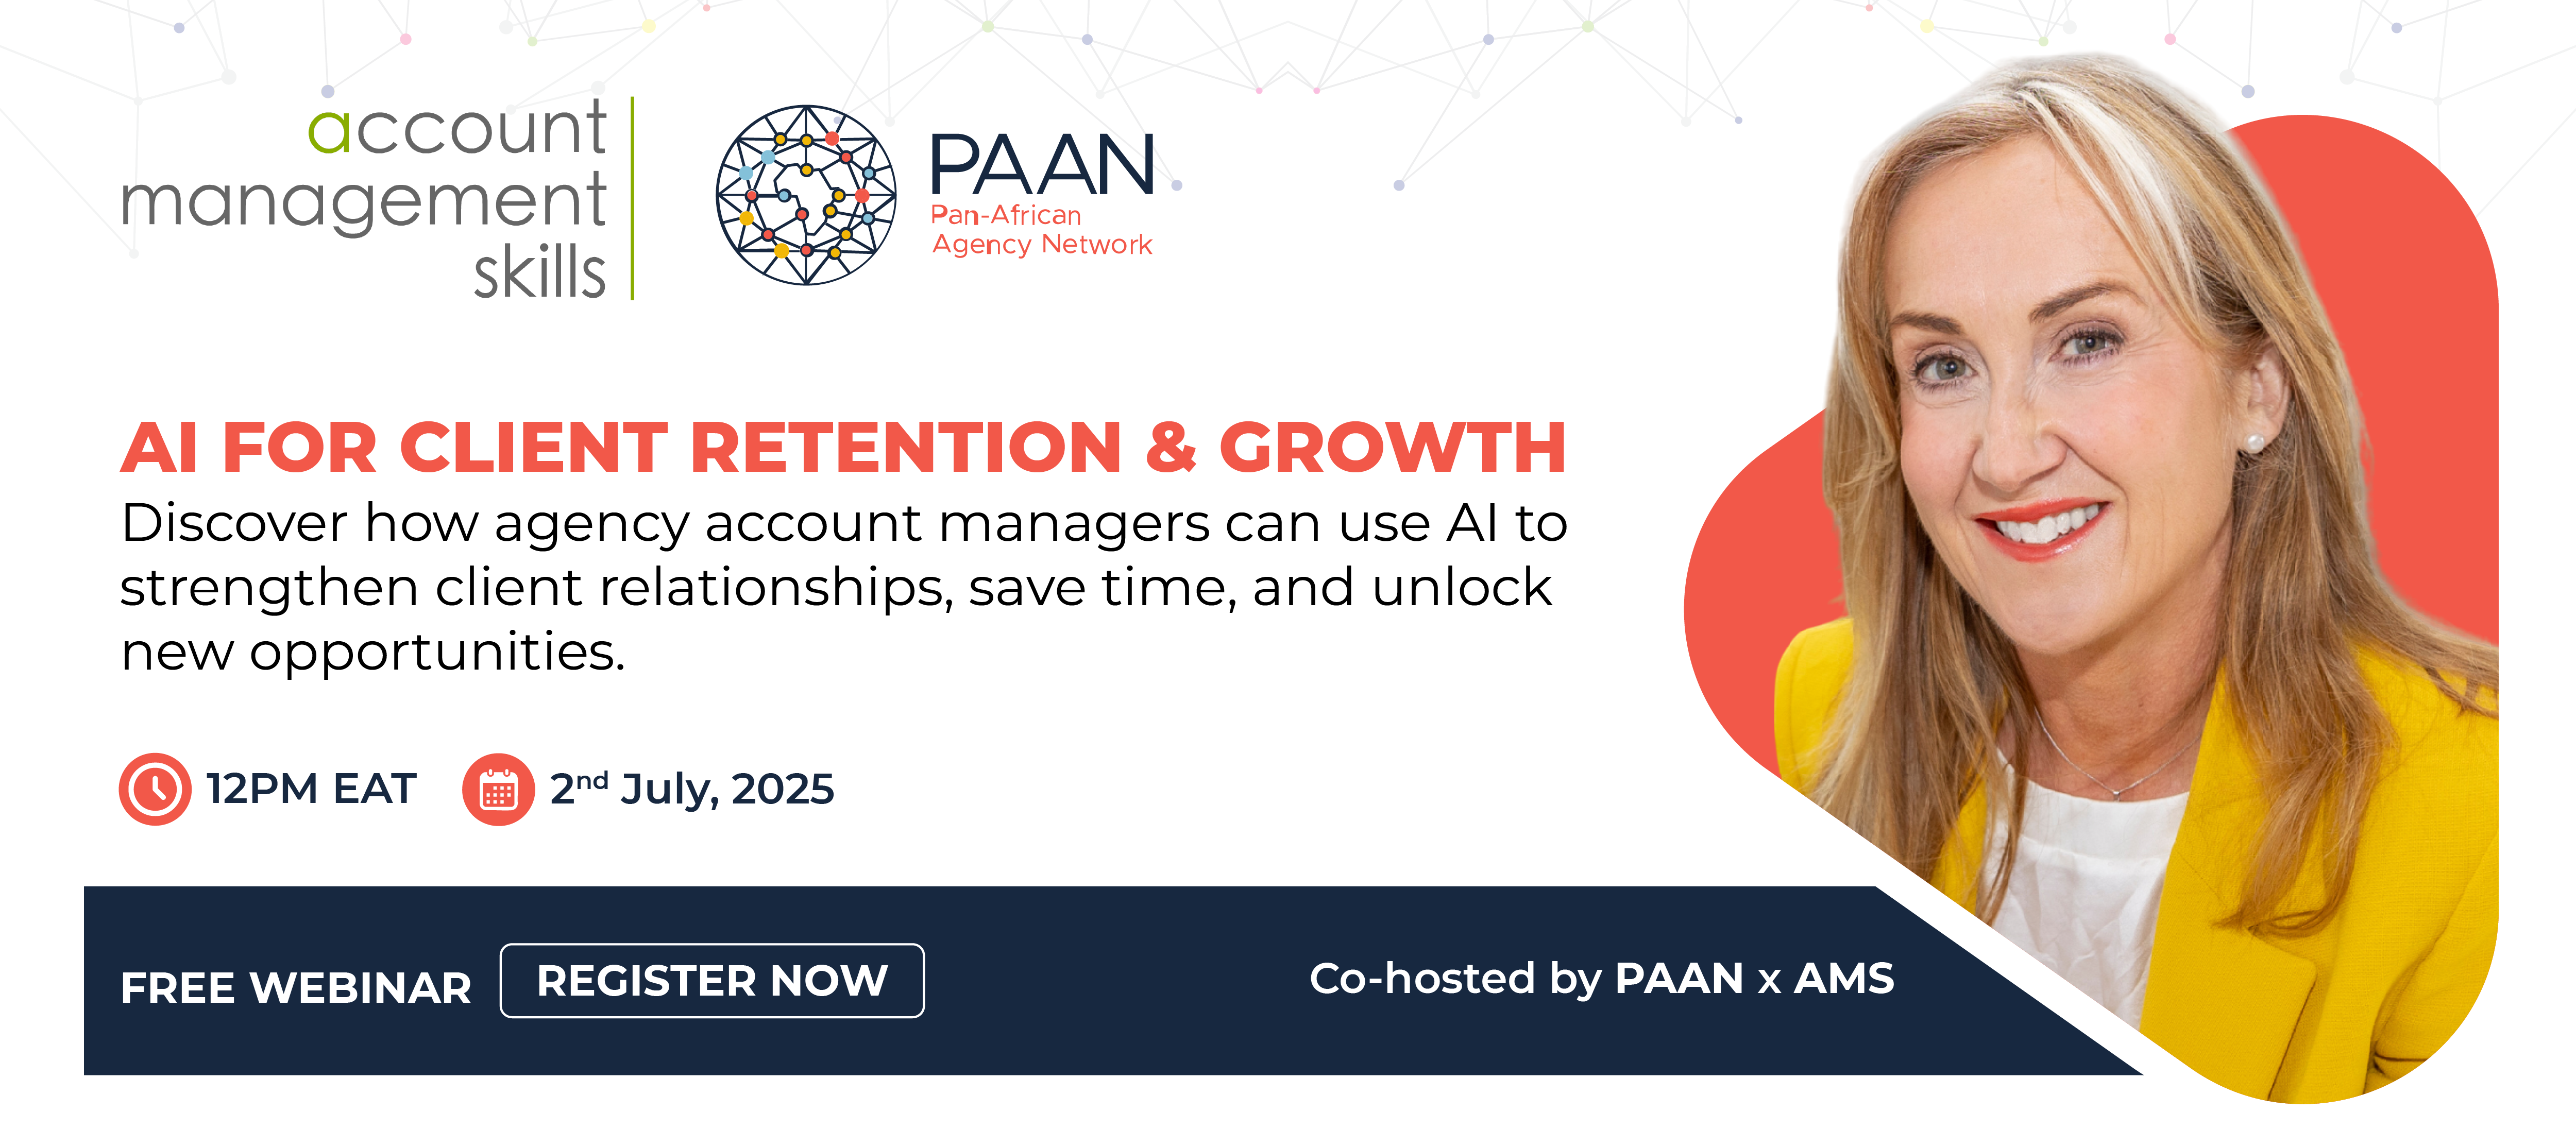 account
management
skills
PAAN
Pan-African
Agency Network
AI FOR CLIENT RETENTION & GROWTH
Discover how agency account managers can use AI to
strengthen client relationships, save time, and unlock
new opportunities.
12PM EAT
2nd July, 2025
FREE WEBINAR
REGISTER NOW
Co-hosted by PAAN x AMS